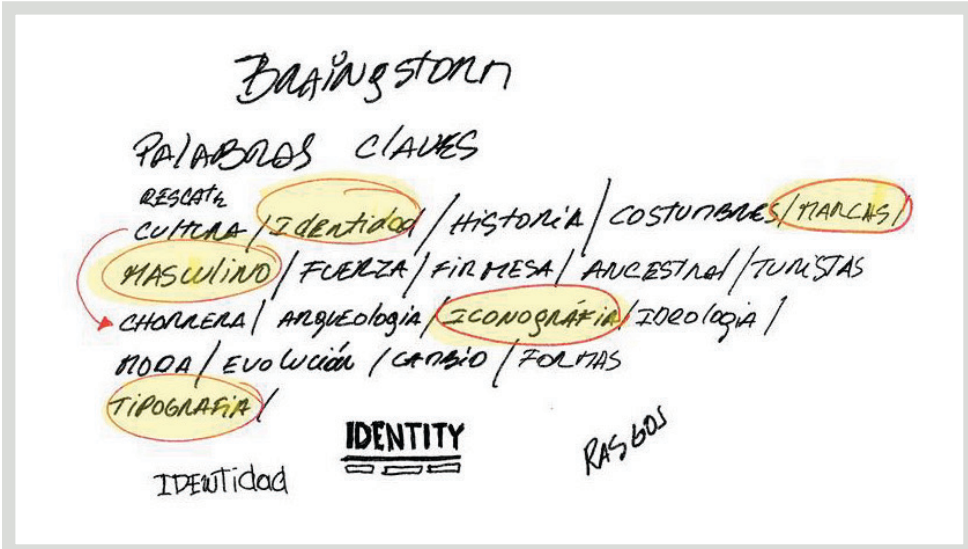 BRAINgstorm
PALABRAS CLAVES
RESCATE
CULTURA / Identidad / HISTORIA / COSTUMBRES / MARCAS /
MASCULINO / FUERZA / FIRMESA / ANCESTRAL / TURISTAS
CHORRERA / ARQUEOLOGIA / ICONOGRÁFIA / IDEOLOGIA /
MODA / EVOLUCIÓN / CAMBIO / FORMAS
TIPOGRAFIA /
IDENTITY
RASGOS
IDENTIdad